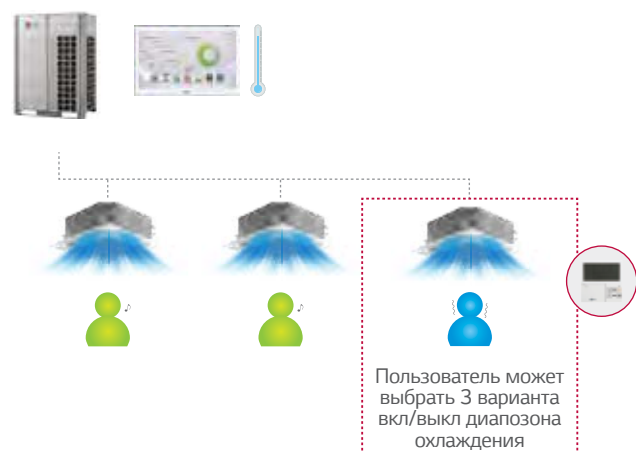 Пользователь может
выбрать 3 варианта
вкл/выкл диапозона
охлаждения